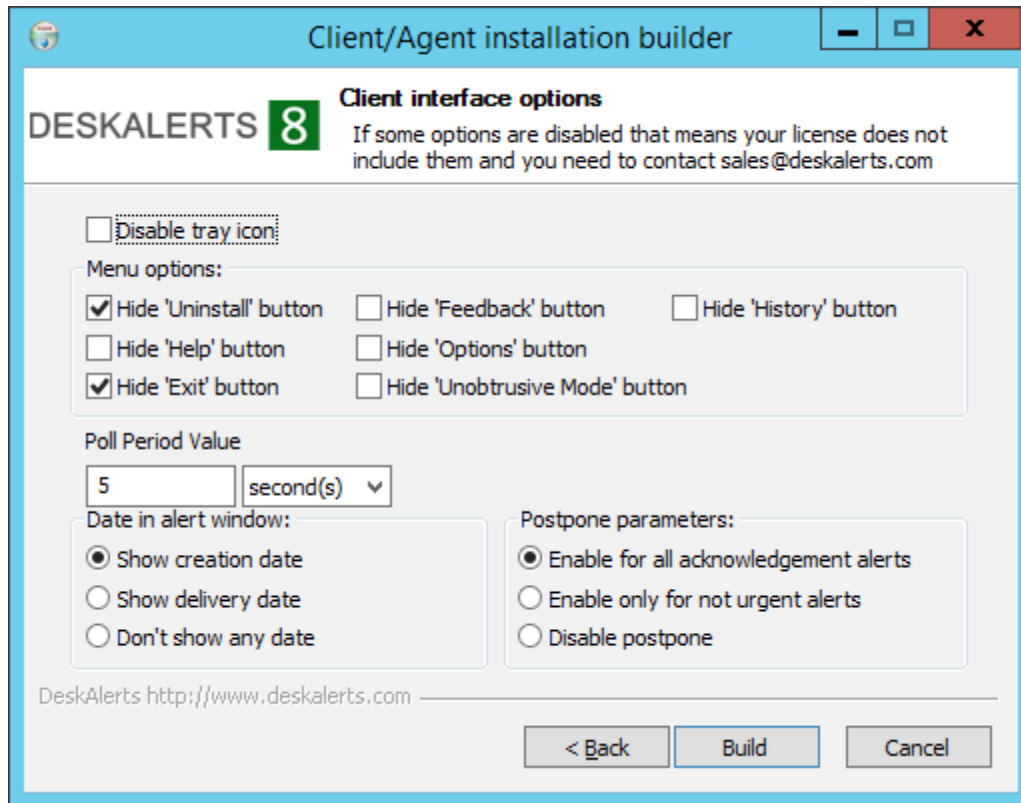 Client/Agent installation builder
DESKALERTS 8
Client interface options
If some options are disabled that means your license does not
include them and you need to contact sales@deskalerts.com
Disable tray icon
Menu options:
Hide 'Uninstall' button
Hide 'Feedback' button
Hide 'History' button
Hide 'Help' button
Hide 'Options' button
Hide 'Exit' button
Hide 'Unobtrusive Mode' button
Poll Period Value
5
second(s)
Date in alert window:
Show creation date
Show delivery date
Don't show any date
Postpone parameters:
Enable for all acknowledgement alerts
Enable only for not urgent alerts
Disable postpone
DeskAlerts http://www.deskalerts.com
< Back
Build
Cancel